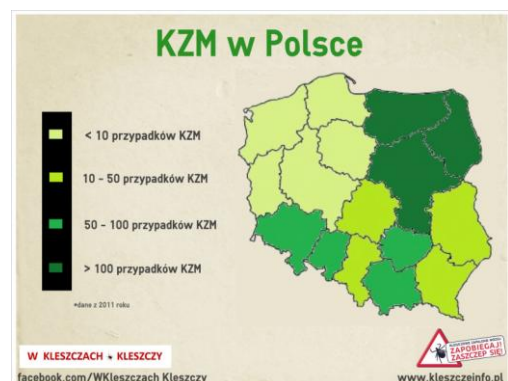 KZM w Polsce
< 10 przypadków KZM
10 - 50 przypadków KZM
50 - 100 przypadków KZM
> 100 przypadków KZM
*dane z 2011 roku
W KLESZCZACH KLESZCZY
facebook.com/WKleszczach Kleszczy
ZAPOBIEGAJ!
ZASZCZEP SIĘ!
www.kleszczeinfo.pl